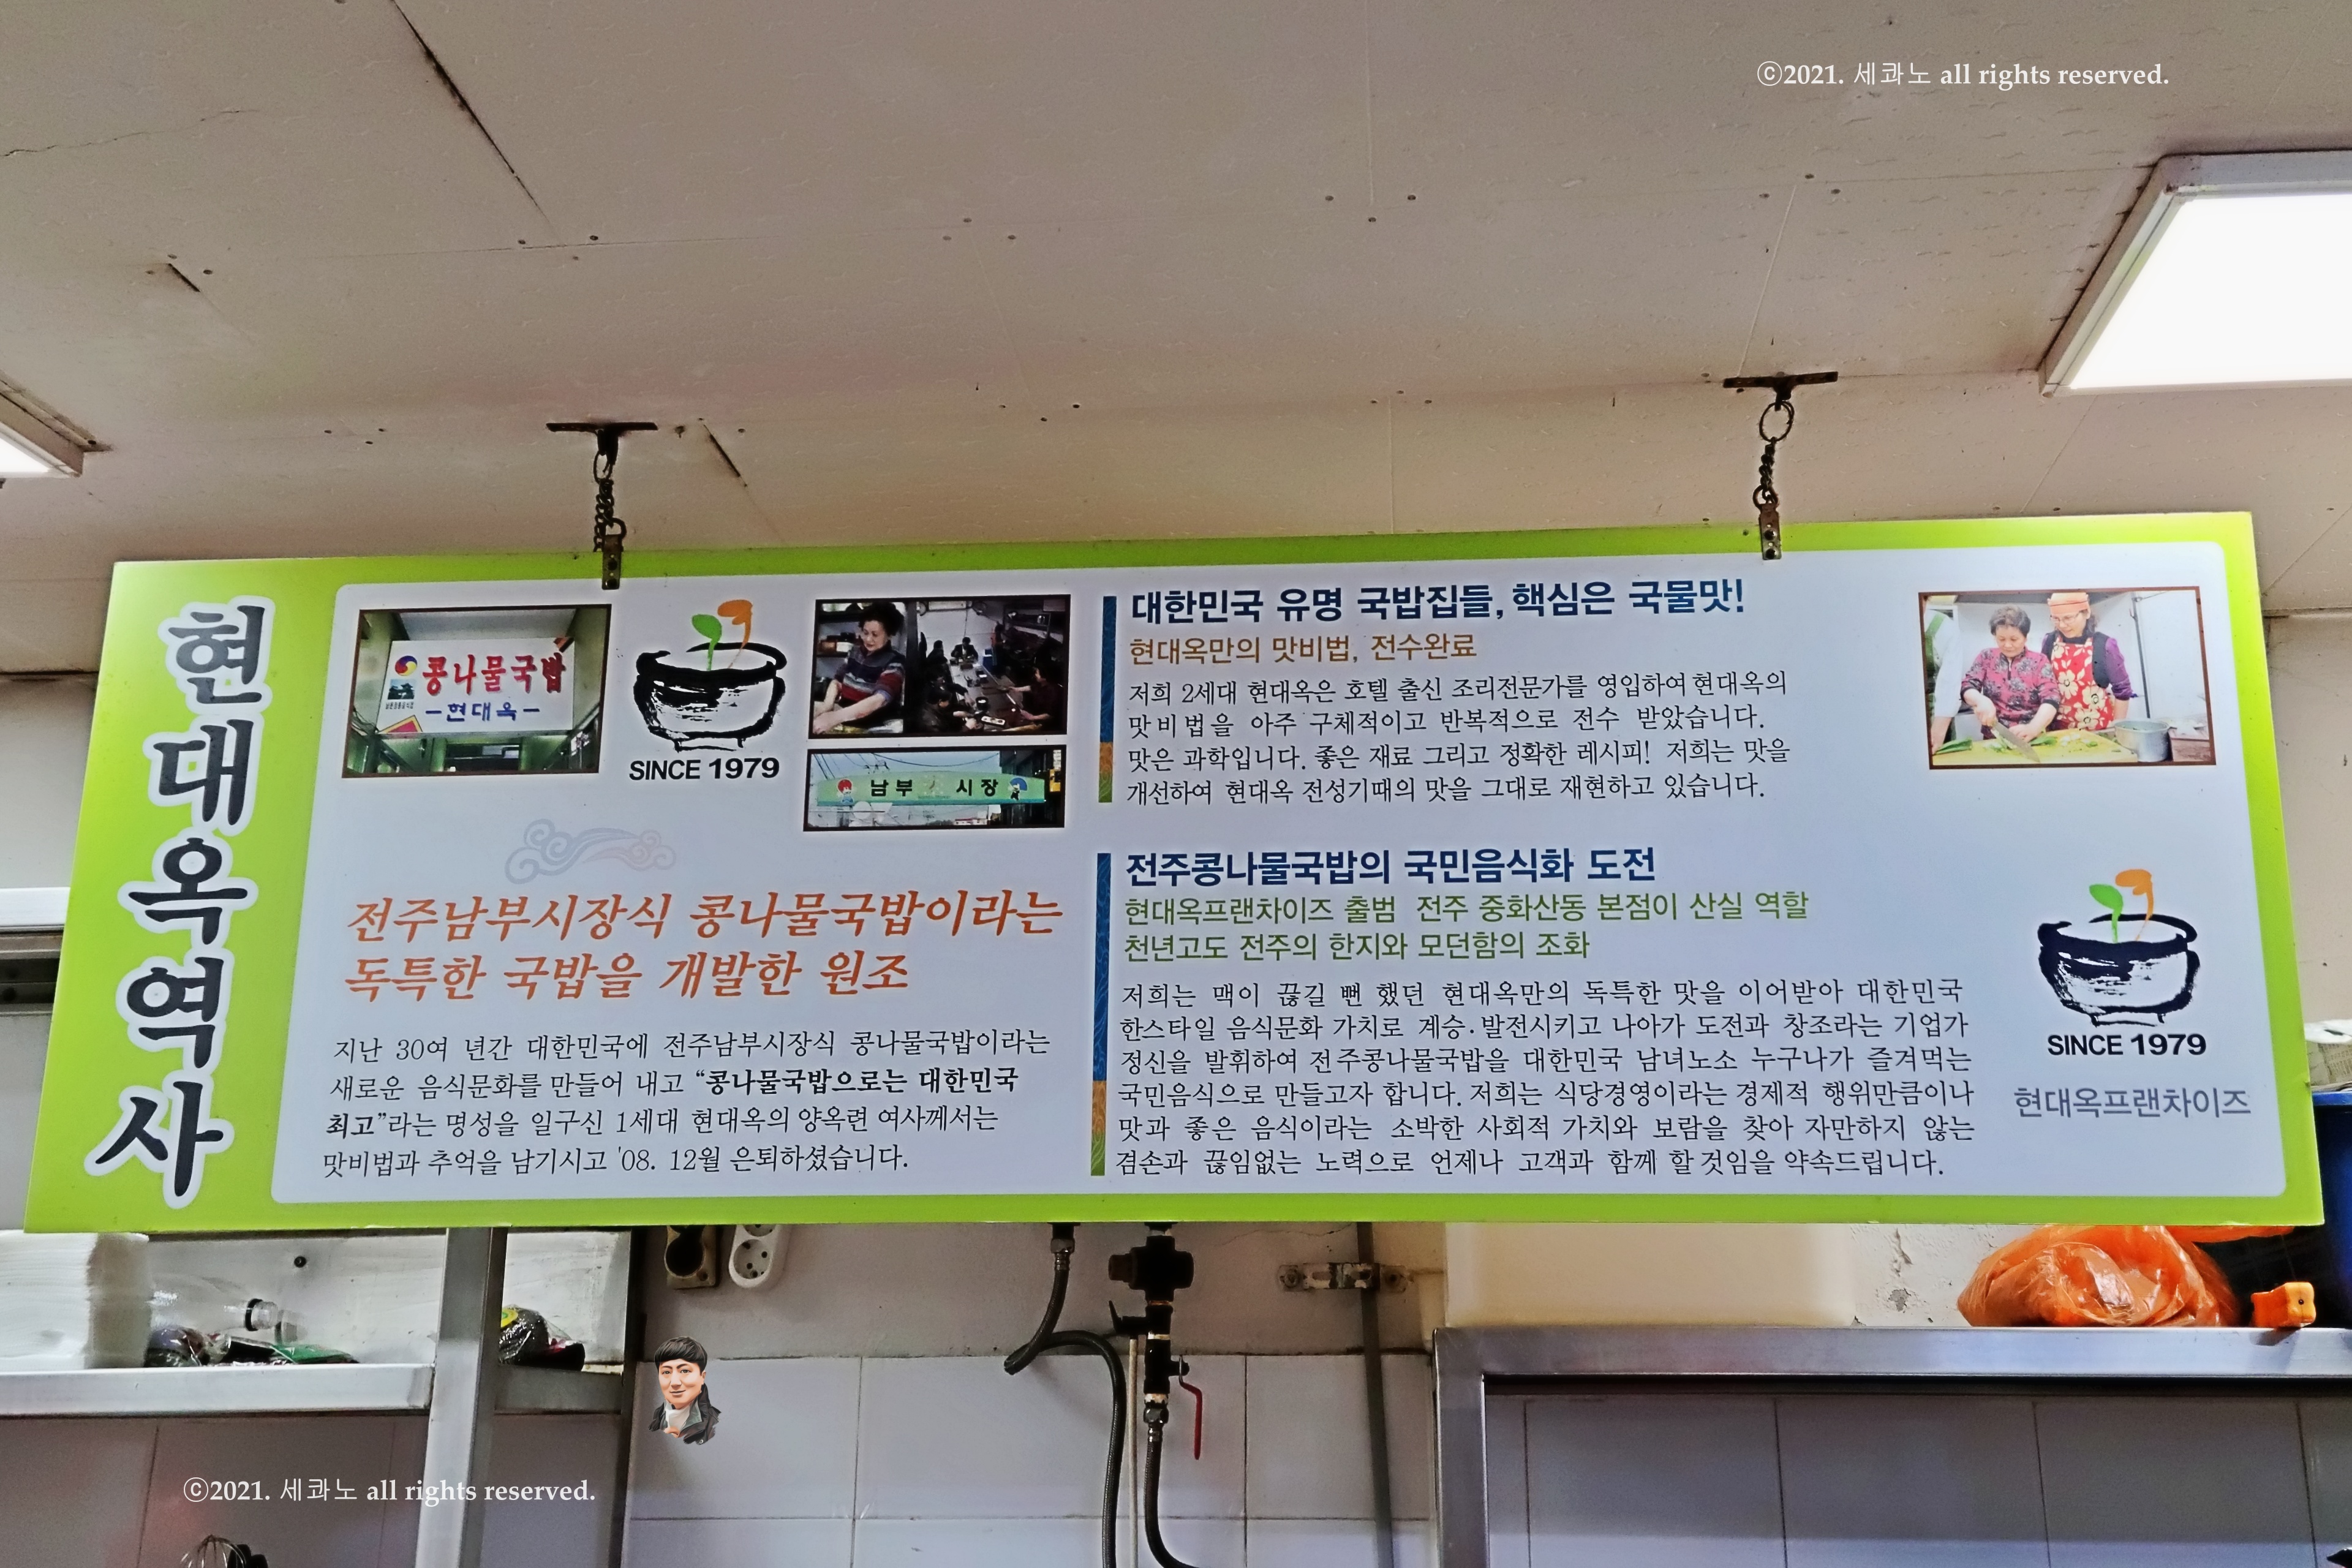 ⓒ2021. 세콰노 all rights reserved.
현대옥역사
콩나물국밥
-현대옥-
SINCE 1979
남부시장
전주남부시장식 콩나물국밥이라는
독특한 국밥을 개발한 원조
지난 30여 년간 대한민국에 전주남부시장식 콩나물국밥이라는
새로운 음식문화를 만들어 내고 “콩나물국밥으로는 대한민국
최고”라는 명성을 일구신 1세대 현대옥의 양옥련 여사께서는
맛비법과 추억을 남기시고 '08. 12월 은퇴하셨습니다.
대한민국 유명 국밥집들, 핵심은 국물맛!
현대옥만의 맛비법, 전수완료
저희 2세대 현대옥은 호텔 출신 조리전문가를 영입하여 현대옥의
맛비법을 아주 구체적이고 반복적으로 전수 받았습니다.
맛은 과학입니다. 좋은 재료 그리고 정확한 레시피! 저희는 맛을
개선하여 현대옥 전성기때의 맛을 그대로 재현하고 있습니다.
전주콩나물국밥의 국민음식화 도전
현대옥프랜차이즈 출범 전주 중화산동 본점이 산실 역할
천년고도 전주의 한지와 모던함의 조화
저희는 맥이 끊길 뻔 했던 현대옥만의 독특한 맛을 이어받아 대한민국
한스타일 음식문화 가치로 계승·발전시키고 나아가 도전과 창조라는 기업가
정신을 발휘하여 전주콩나물국밥을 대한민국 남녀노소 누구나가 즐겨먹는
국민음식으로 만들고자 합니다. 저희는 식당경영이라는 경제적 행위만큼이나
맛과 좋은 음식이라는 소박한 사회적 가치와 보람을 찾아 자만하지 않는
겸손과 끊임없는 노력으로 언제나 고객과 함께 할 것임을 약속드립니다.
SINCE 1979
현대옥프랜차이즈
ⓒ2021. 세콰노 all rights reserved.